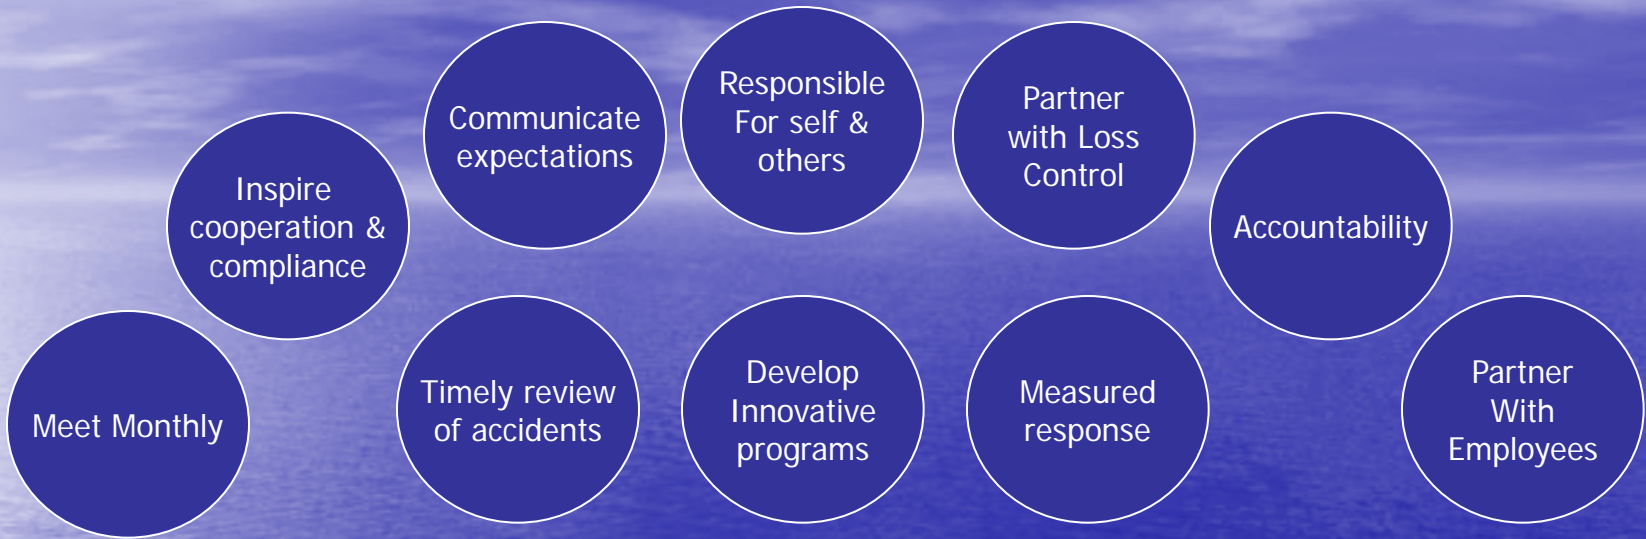 Meet Monthly
Inspire
cooperation &
compliance
Communicate
expectations
Responsible
For self &
others
Partner
with Loss
Control
Accountability
Partner
With
Employees
Timely review
of accidents
Develop
Innovative
programs
Measured
response